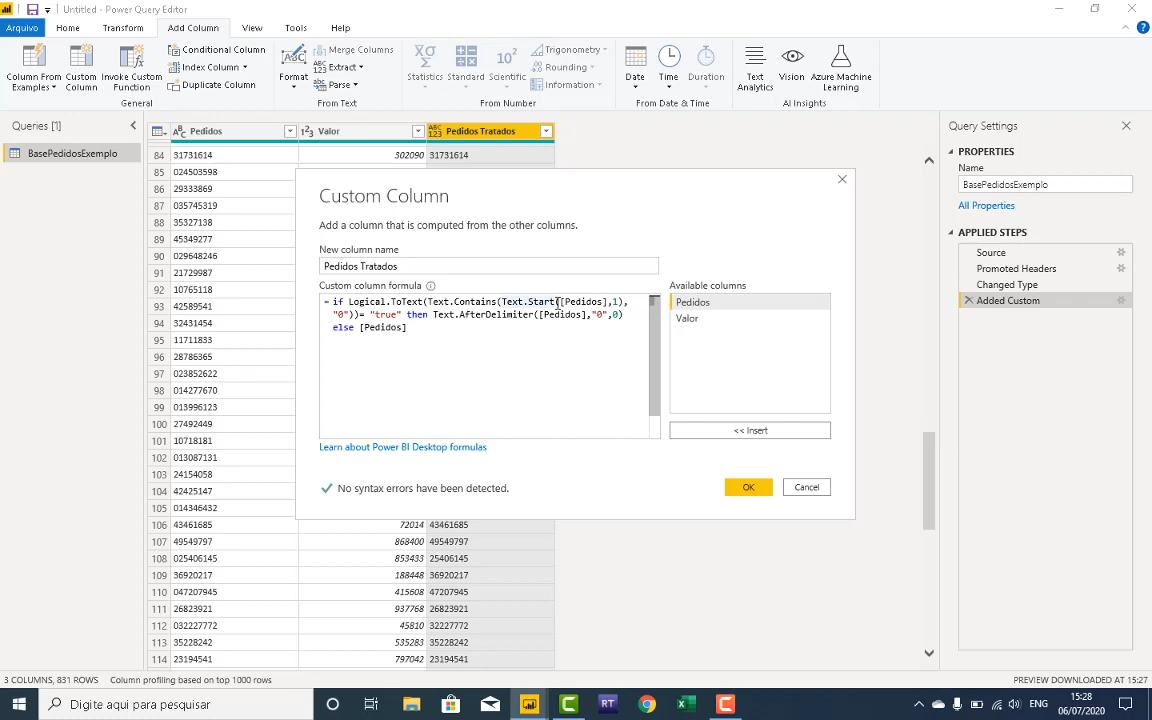 Untitled - Power Query Editor
Arquivo Home Transform Add Column View Tools Help
Column From Examples
Custom Column
Invoke Custom Function
Conditional Column
Index Column
Duplicate Column
General
Format
Merge Columns
Extract
Parse
From Text
Statistics
Standard
Scientific
Trigonometry
Rounding
Information
From Number
Date
Time
Duration
From Date & Time
Text Analytics
Vision
Azure Machine Learning
AI Insights
Queries [1]
BasePedidosExemplo
Pedidos Valor Pedidos Tratados
84 31731614 302090 31731614
85 024503598
86 29333869
87 035745319
88 35327138
89 45349277
90 029648246
91 21729987
92 10765118
93 42589541
94 32431454
95 11711833
96 28786365
97 023852622
98 014277670
99 013996123
100 27492449
101 10718181
102 013087131
103 24154058
104 42425147
105 014346432
106 43461685 72014 43461685
107 49549797 868400 49549797
108 025406145 853433 25406145
109 36920217 188448 36920217
110 047207945 415608 47207945
111 26823921 937768 26823921
112 032227772 45810 32227772
113 35228242 535283 35228242
114 23194541 797042 23194541
Custom Column
Add a column that is computed from the other columns.
New column name
Pedidos Tratados
Custom column formula
= if Logical.ToText(Text.Contains(Text.Start([Pedidos],1),
"0"))= "true" then Text.AfterDelimiter([Pedidos],"0",0)
else [Pedidos]
Available columns
Pedidos
Valor
<< Insert
Learn about Power BI Desktop formulas
No syntax errors have been detected.
OK
Cancel
Query Settings
PROPERTIES
Name
BasePedidosExemplo
All Properties
APPLIED STEPS
Source
Promoted Headers
Changed Type
Added Custom
3 COLUMNS, 831 ROWS Column profiling based on top 1000 rows PREVIEW DOWNLOADED AT 15:27
Digite aqui para pesquisar
RT
ENG
15:28
06/07/2020